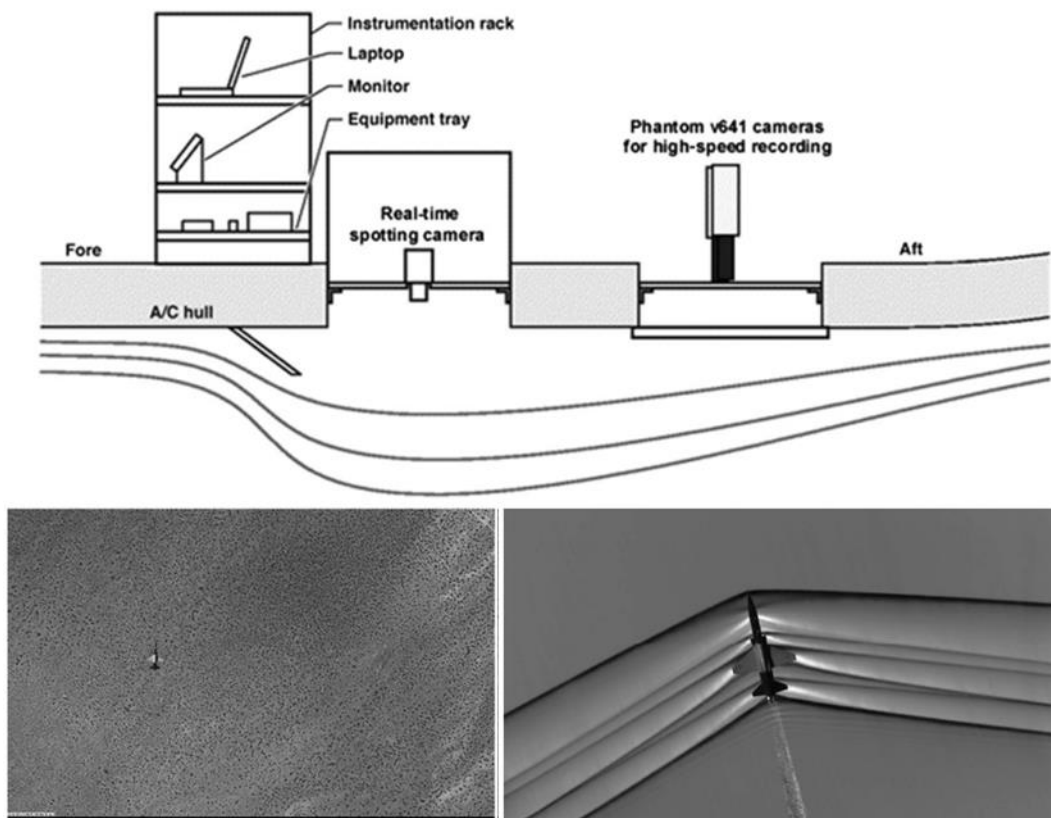 Instrumentation rack
Laptop
Monitor
Equipment tray
Phantom v641 cameras
for high-speed recording
Real-time
spotting camera
Fore
Aft
A/C hull